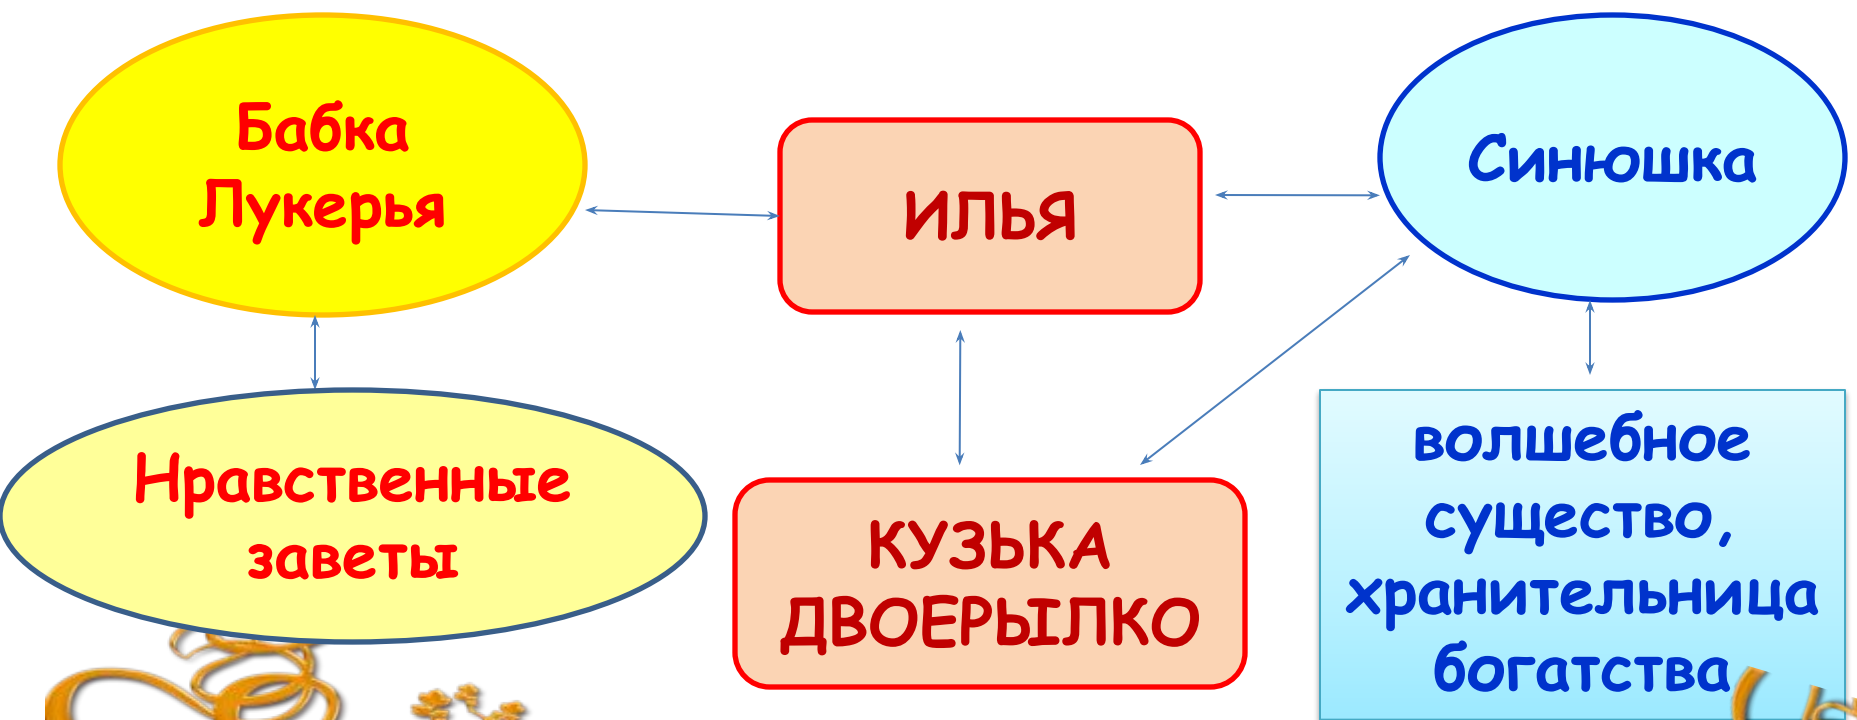 Бабка
Лукерья
ИЛЬЯ
Синюшка
Нравственные
заветы
КУЗЬКА
ДВОЕРЫЛКО
волшебное
существо,
хранительница
богатства